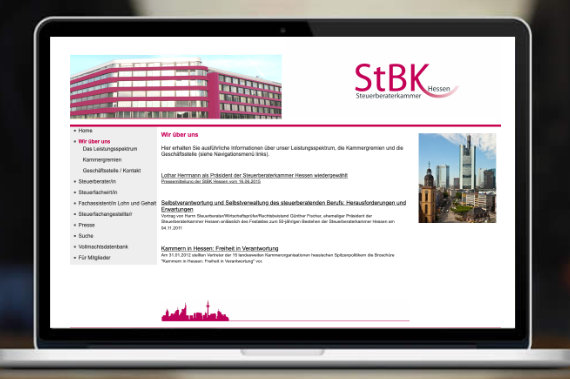 StBK
Hessen
Steuerberaterkammer
Home
Wir über uns
Das Leistungsspektrum
Kammergremien
Geschäftsstelle / Kontakt
Steuerberater/in
Steuerfachwirt/in
Fachassistent/in Lohn und Gehalt
Steuerfachangestellte/r
Presse
Suche
Vollmachtsdatenbank
Für Mitglieder
Wir über uns
Hier erhalten Sie ausführliche Informationen über unser Leistungsspektrum, die Kammergremien und die
Geschäftsstelle (siehe Navigationsmenü links).
Lothar Herrmann als Präsident der Steuerberaterkammer Hessen wiedergewählt
Pressemitteilung der StBK Hessen vom 16.04.2015
Selbstverantwortung und Selbstverwaltung des steuerberatenden Berufs: Herausforderungen und
Erwartungen
Vortrag von Herrn Steuerberater/Wirtschaftsprüfer/Rechtsbeistand Günther Fischer, ehemaliger Präsident der
Steuerberaterkammer Hessen anlässlich des Festaktes zum 50-jährigen Bestehen der Steuerberaterkammer Hessen am
04.11.2011
Kammern in Hessen: Freiheit in Verantwortung
Am 31.01.2012 stellten Vertreter der 15 landesweiten Kammerorganisationen hessischen Spitzenpolitikern die Broschüre
"Kammern in Hessen: Freiheit in Verantwortung" vor.